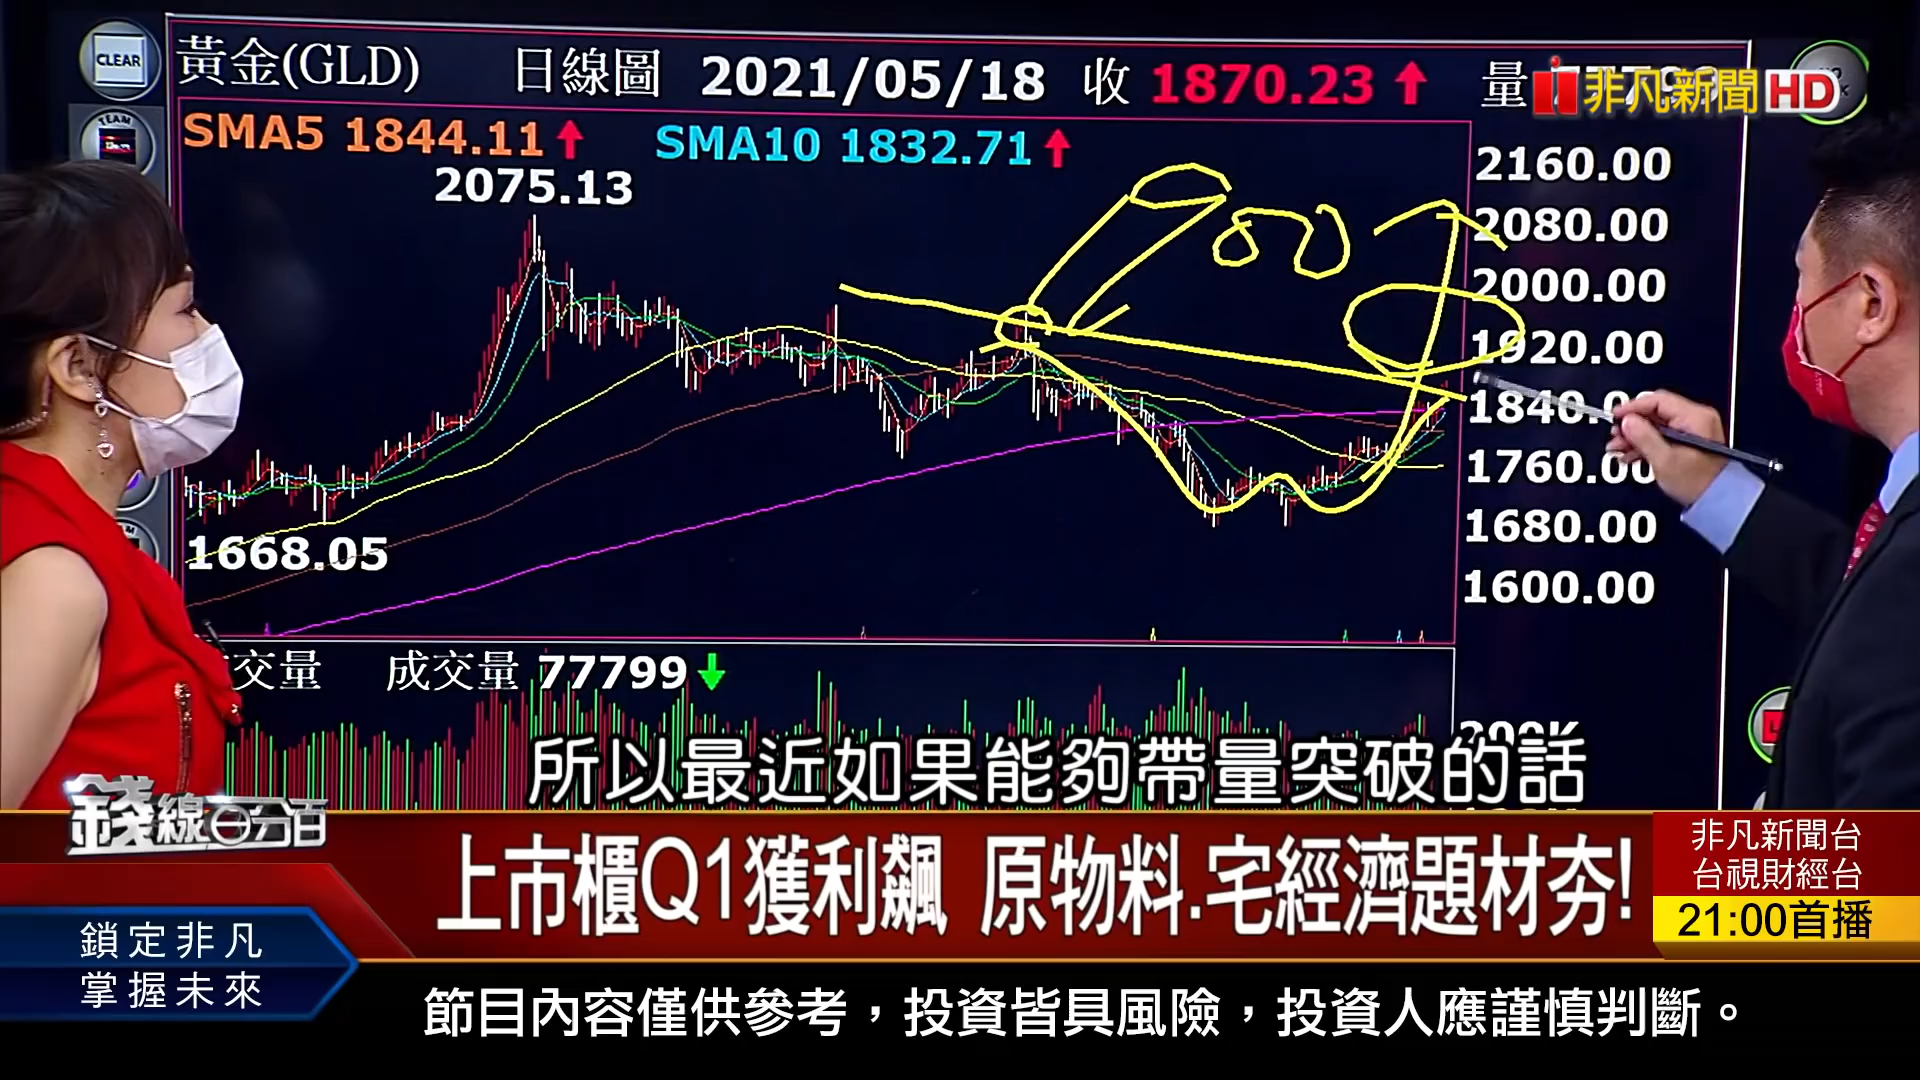 CLEAR
黃金(GLD) 日線圖 2021/05/18 收 1870.23 量
非凡新聞HD
TEAM
SMA5 1844.11 SMA10 1832.71
2075.13
2160.00
2080.00
2000.00
1920.00
1840.00
1760.00
1680.00
1600.00
1668.05
交量 成交量 77799
所以最近如果能夠帶量突破的話
錢線百分百
上市櫃Q1獲利飆 原物料.宅經濟題材夯!
非凡新聞台
台視財經台
21:00首播
鎖定非凡
掌握未來
節目內容僅供參考，投資皆具風險，投資人應謹慎判斷。